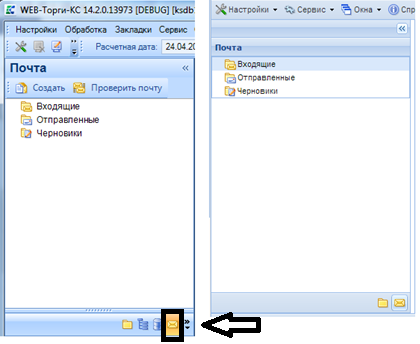 WEB-Торги-КС 14.2.0.13973 [DEBUG] [ksdb
Настройки Обработка Закладки Сервис
Расчетная дата: 24.04.20
Почта
Создать Проверить почту
Входящие
Отправленные
Черновики
Настройки Сервис Окна Спр
Почта
Входящие
Отправленные
Черновики